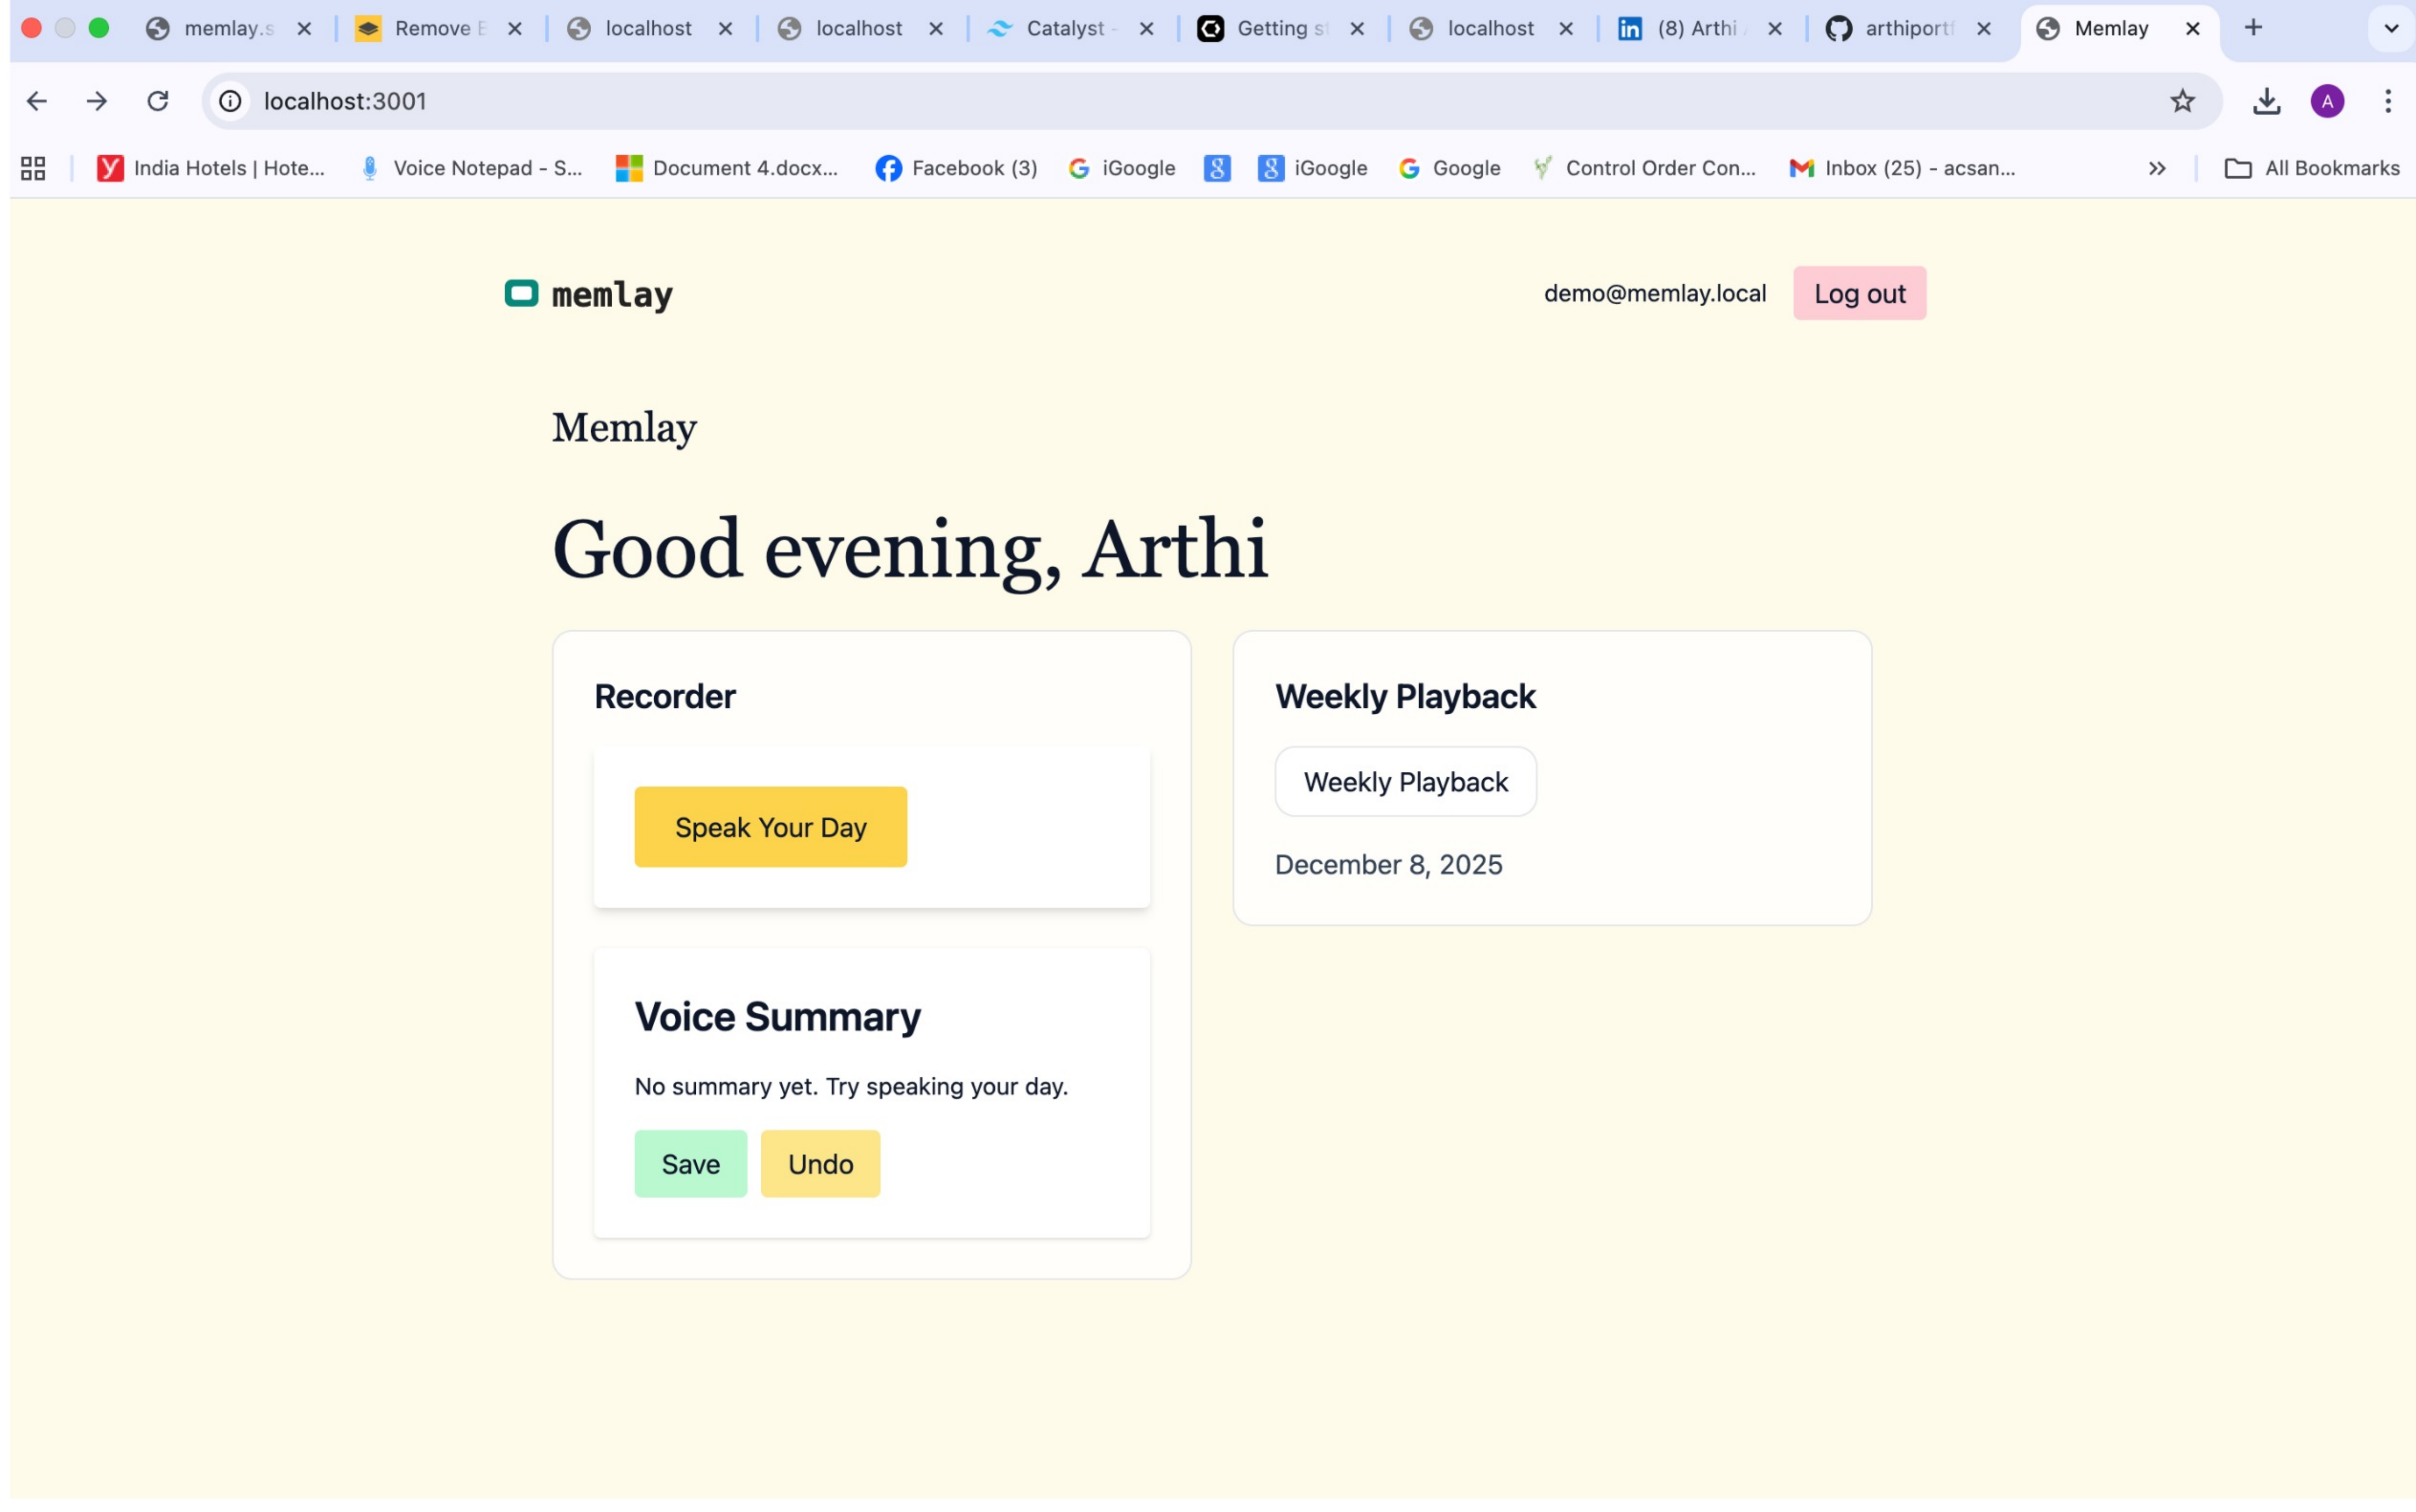 memlay.s
Remove B
localhost
localhost
Catalyst -
Getting s
localhost
(8) Arthi
arthiportf
Memlay
localhost:3001
A
India Hotels | Hote...
Voice Notepad - S...
Document 4.docx...
Facebook (3)
iGoogle
iGoogle
Google
Control Order Con...
Inbox (25) - acsan...
All Bookmarks
memlay
demo@memlay.local
Log out
Memlay
Good evening, Arthi
Recorder
Speak Your Day
Voice Summary
No summary yet. Try speaking your day.
Save
Undo
Weekly Playback
Weekly Playback
December 8, 2025